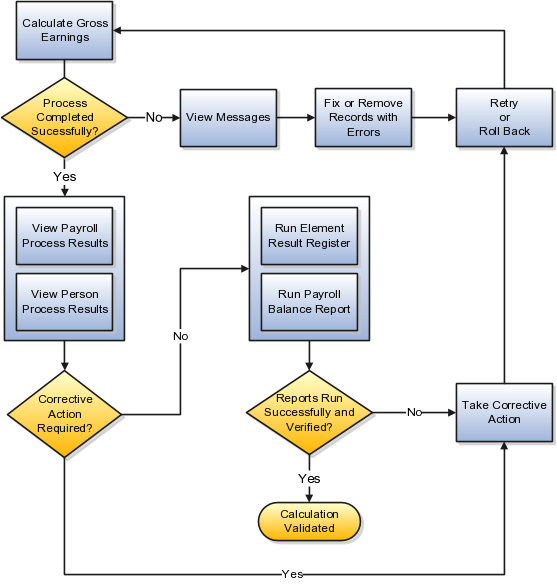 Calculate Gross
Earnings
Process
Completed
Sucessfully?
No
View Messages
Fix or Remove
Records with
Errors
Retry
or
Roll Back
Yes
View Payroll
Process Results
View Person
Process Results
Run Element
Result Register
Run Payroll
Balance Report
No
Corrective
Action
Required?
Reports Run
Successfully and
Verified?
No
Take Corrective
Action
Yes
Calculation
Validated
Yes